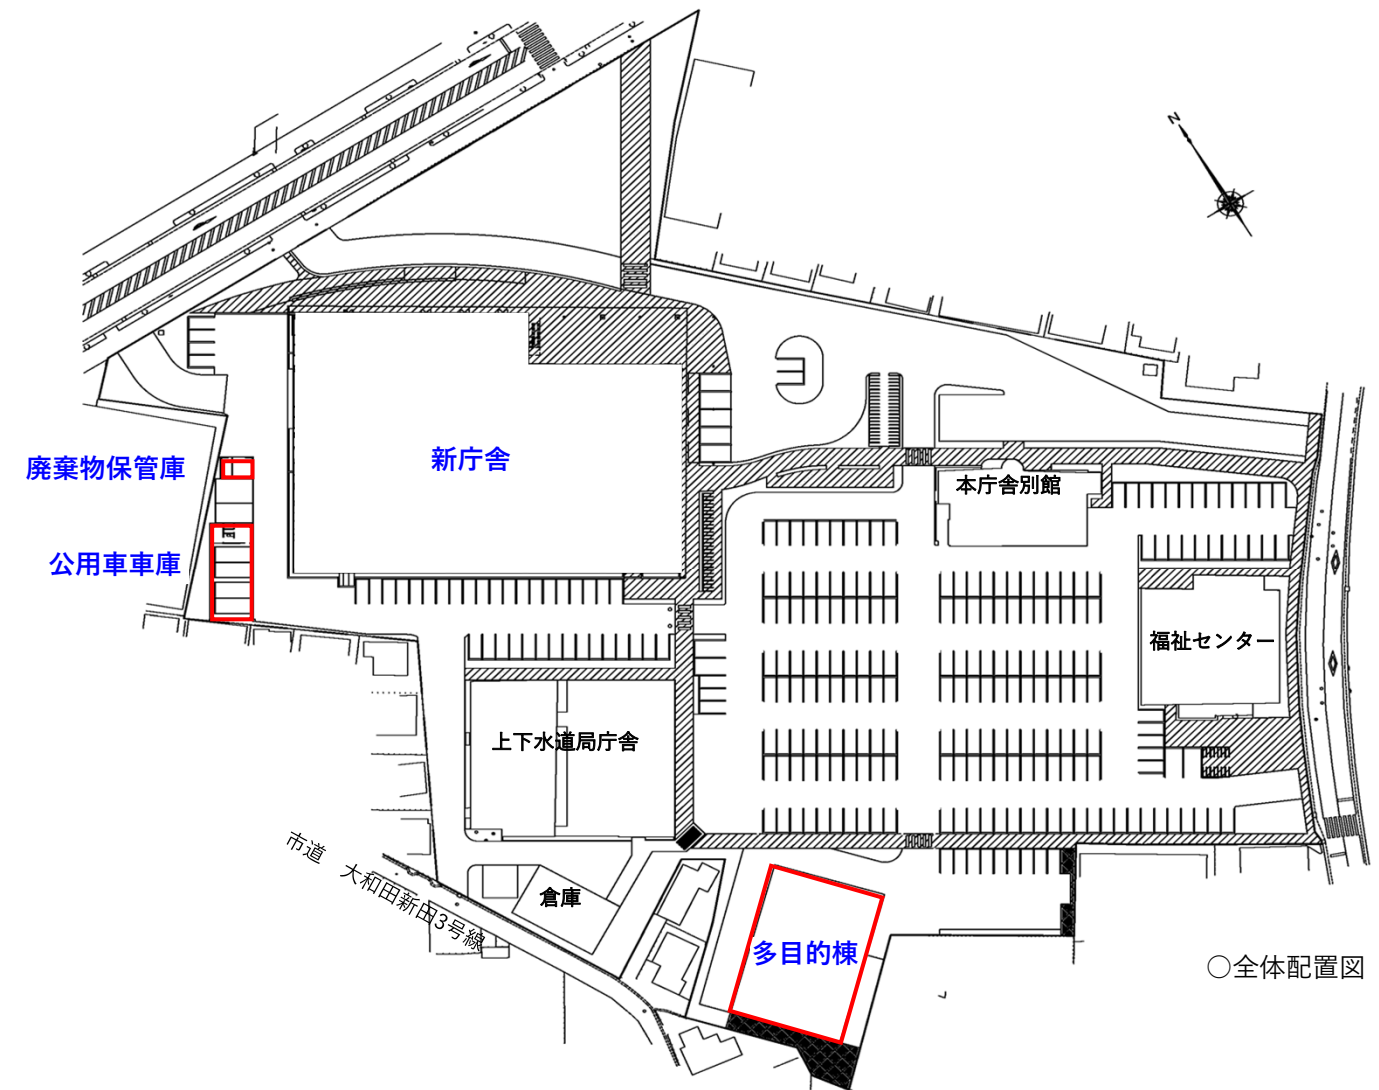 N
廃棄物保管庫
新庁舎
本庁舎別館
公用車車庫
福祉センター
上下水道局庁舎
市道　大和田新田3号線
倉庫
多目的棟
○全体配置図